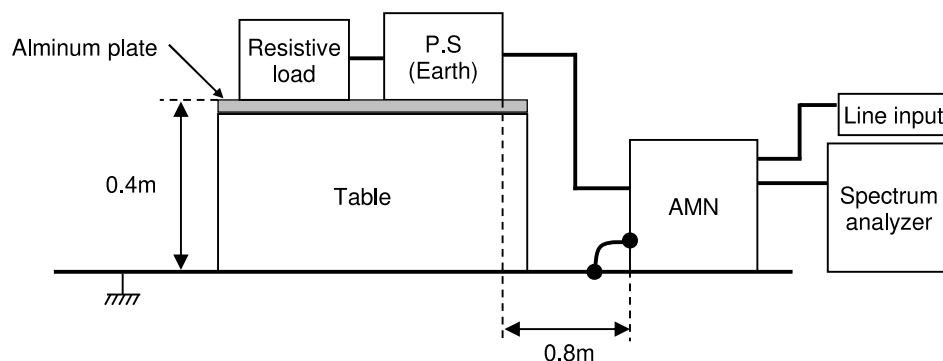 Alminum plate
Resistive
load
P.S
(Earth)
Line input
0.4m
Table
AMN
Spectrum
analyzer
0.8m